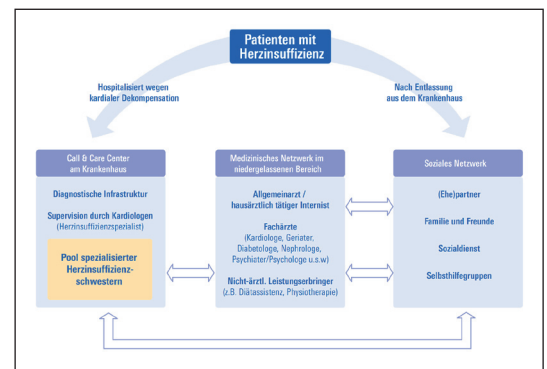 Patienten mit
Herzinsuffizienz
Hospitalisiert wegen
kardialer Dekompensation
Nach Entlassung
aus dem Krankenhaus
Call & Care Center
am Krankenhaus
Diagnostische Infrastruktur
Supervision durch Kardiologen
(Herzinsuffizienzspezialist)
Pool spezialisierter
Herzinsuffizienz-
schwestern
Medizinisches Netzwerk im
niedergelassenen Bereich
Allgemeinarzt /
hausärztlich tätiger Internist
Fachärzte
(Kardiologe, Geriater,
Diabetologe, Nephrologe,
Psychiater/Psychologe u.s.w)
Nicht-ärztl. Leistungserbringer
(z.B. Diätassistenz, Physiotherapie)
Soziales Netzwerk
(Ehe)partner
Familie und Freunde
Sozialdienst
Selbsthilfegruppen